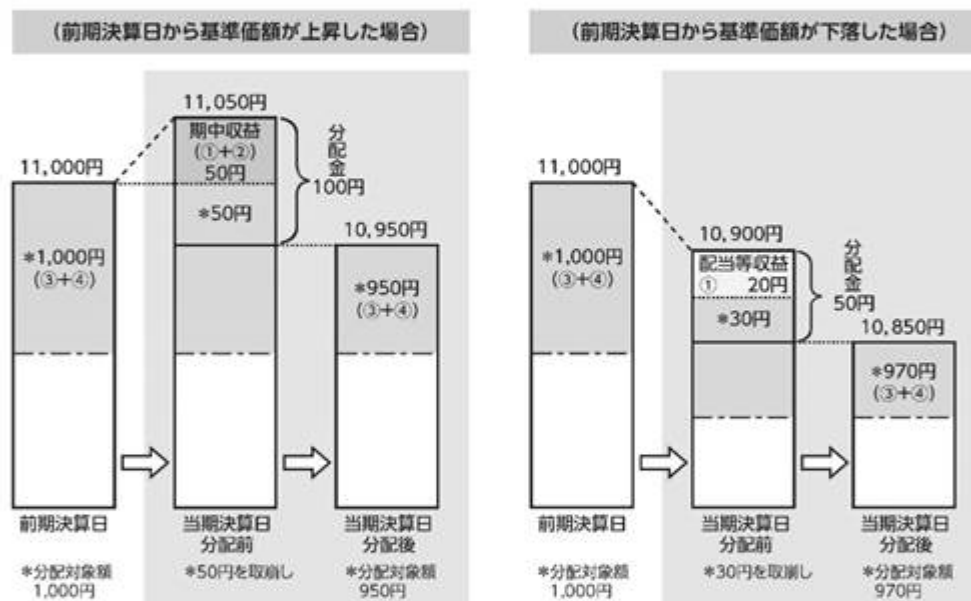 (前期決算日から基準価額が上昇した場合)
11,050円
期中収益
(①+②)
50円
*50円
分配金
100円
11,000円
*1,000円
(③+④)
10,950円
*950円
(③+④)
前期決算日
当期決算日
分配前
当期決算日
分配後
*分配対象額
1,000円
*50円を取崩し
*分配対象額
950円
(前期決算日から基準価額が下落した場合)
11,000円
*1,000円
(③+④)
10,900円
配当等収益
① 20円
*30円
分配金
50円
10,850円
*970円
(③+④)
前期決算日
当期決算日
分配前
当期決算日
分配後
*分配対象額
1,000円
*30円を取崩し
*分配対象額
970円